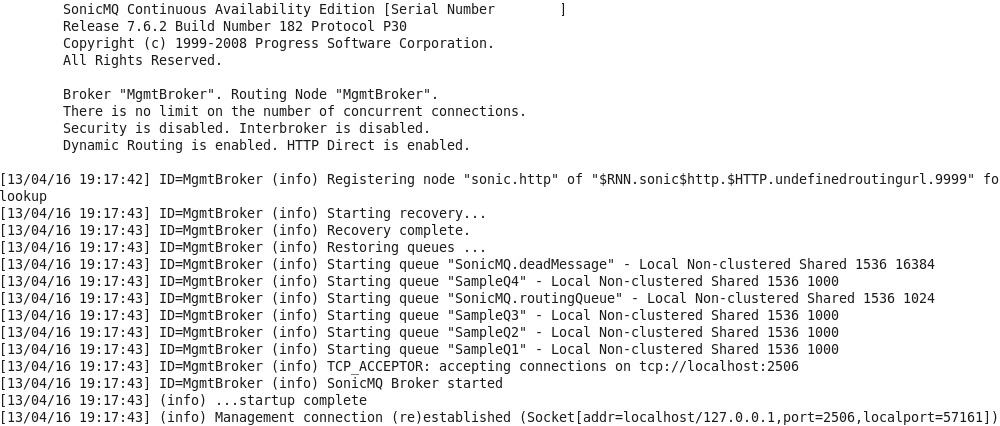 SonicMQ Continuous Availability Edition [Serial Number        ]
Release 7.6.2 Build Number 182 Protocol P30
Copyright (c) 1999-2008 Progress Software Corporation.
All Rights Reserved.
Broker "MgmtBroker". Routing Node "MgmtBroker".
There is no limit on the number of concurrent connections.
Security is disabled. Interbroker is disabled.
Dynamic Routing is enabled. HTTP Direct is enabled.
[13/04/16 19:17:42] ID=MgmtBroker (info) Registering node "sonic.http" of "$RNN.sonic$http.$HTTP.undefinedroutingurl.9999" fo
lookup
[13/04/16 19:17:43] ID=MgmtBroker (info) Starting recovery...
[13/04/16 19:17:43] ID=MgmtBroker (info) Recovery complete.
[13/04/16 19:17:43] ID=MgmtBroker (info) Restoring queues ...
[13/04/16 19:17:43] ID=MgmtBroker (info) Starting queue "SonicMQ.deadMessage" - Local Non-clustered Shared 1536 16384
[13/04/16 19:17:43] ID=MgmtBroker (info) Starting queue "SampleQ4" - Local Non-clustered Shared 1536 1000
[13/04/16 19:17:43] ID=MgmtBroker (info) Starting queue "SonicMQ.routingQueue" - Local Non-clustered Shared 1536 1024
[13/04/16 19:17:43] ID=MgmtBroker (info) Starting queue "SampleQ3" - Local Non-clustered Shared 1536 1000
[13/04/16 19:17:43] ID=MgmtBroker (info) Starting queue "SampleQ2" - Local Non-clustered Shared 1536 1000
[13/04/16 19:17:43] ID=MgmtBroker (info) Starting queue "SampleQ1" - Local Non-clustered Shared 1536 1000
[13/04/16 19:17:43] ID=MgmtBroker (info) TCP_ACCEPTOR: accepting connections on tcp://localhost:2506
[13/04/16 19:17:43] ID=MgmtBroker (info) SonicMQ Broker started
[13/04/16 19:17:43] (info) ...startup complete
[13/04/16 19:17:43] (info) Management connection (re)established (Socket[addr=localhost/127.0.0.1,port=2506,localport=57161])